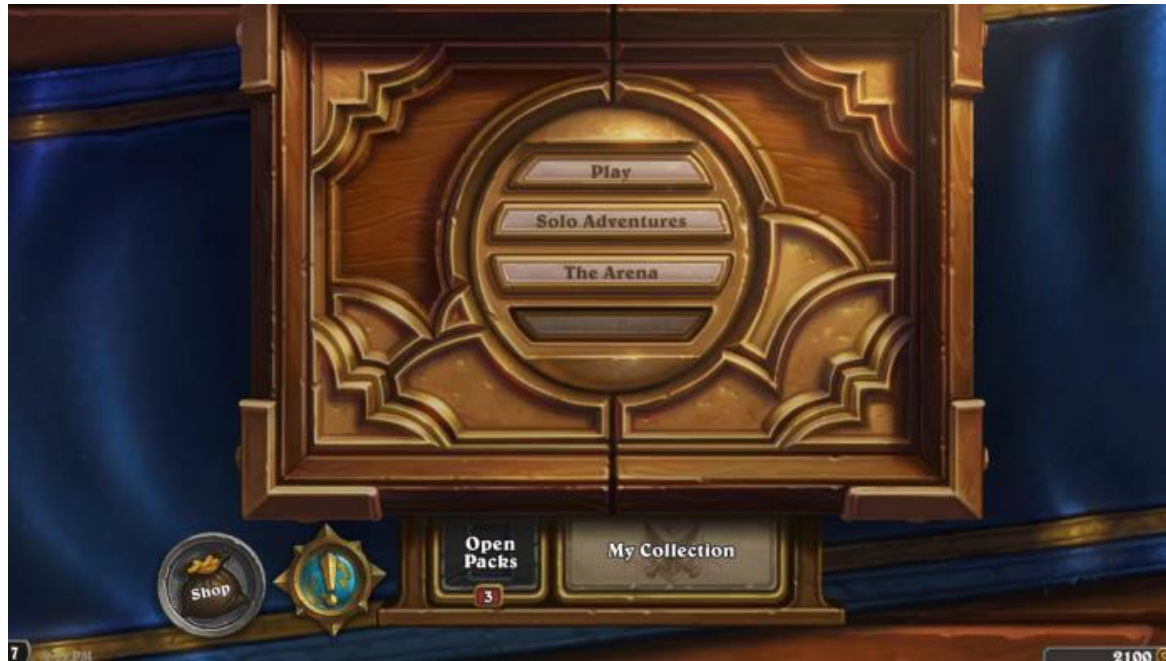 Play
Solo Adventures
The Arena
Open
Packs
My Collection
3
Shop
7
2100